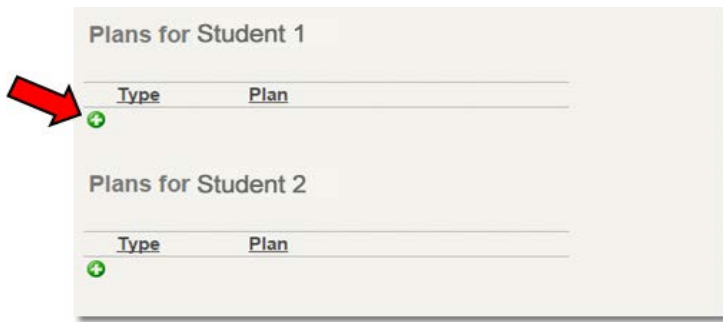 Plans for Student 1
Type Plan
Plans for Student 2
Type Plan